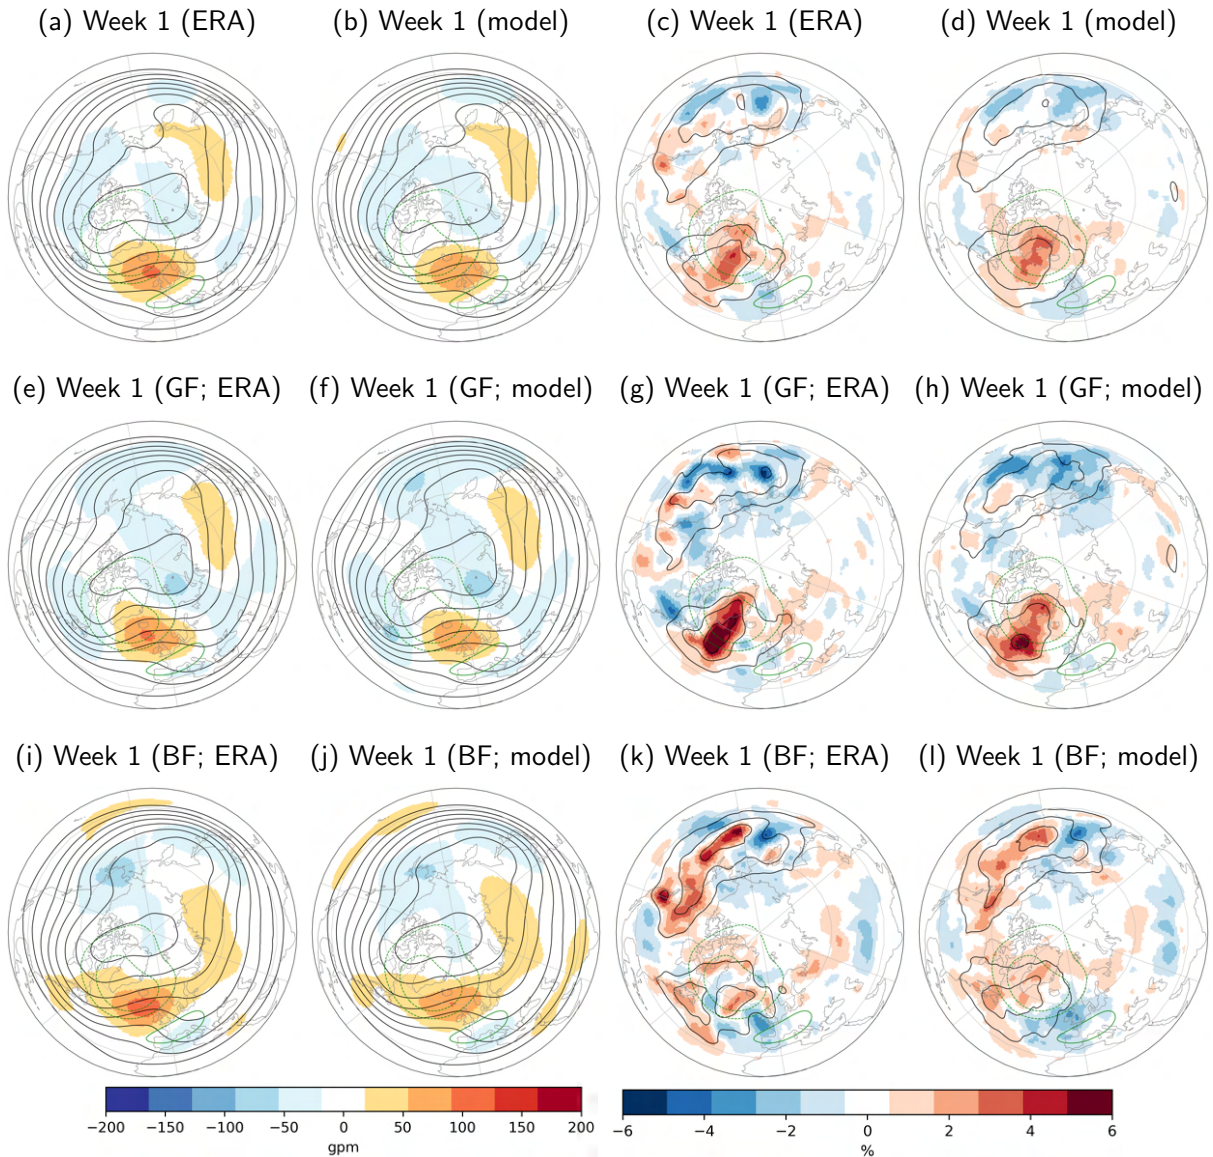 (a) Week 1 (ERA) (b) Week 1 (model) (c) Week 1 (ERA) (d) Week 1 (model)
(e) Week 1 (GF; ERA) (f) Week 1 (GF; model) (g) Week 1 (GF; ERA) (h) Week 1 (GF; model)
(i) Week 1 (BF; ERA) (j) Week 1 (BF; model) (k) Week 1 (BF; ERA) (l) Week 1 (BF; model)
−200 −150 −100 −50 0 50 100 150 200
gpm
−6 −4 −2 0 2 4 6
%